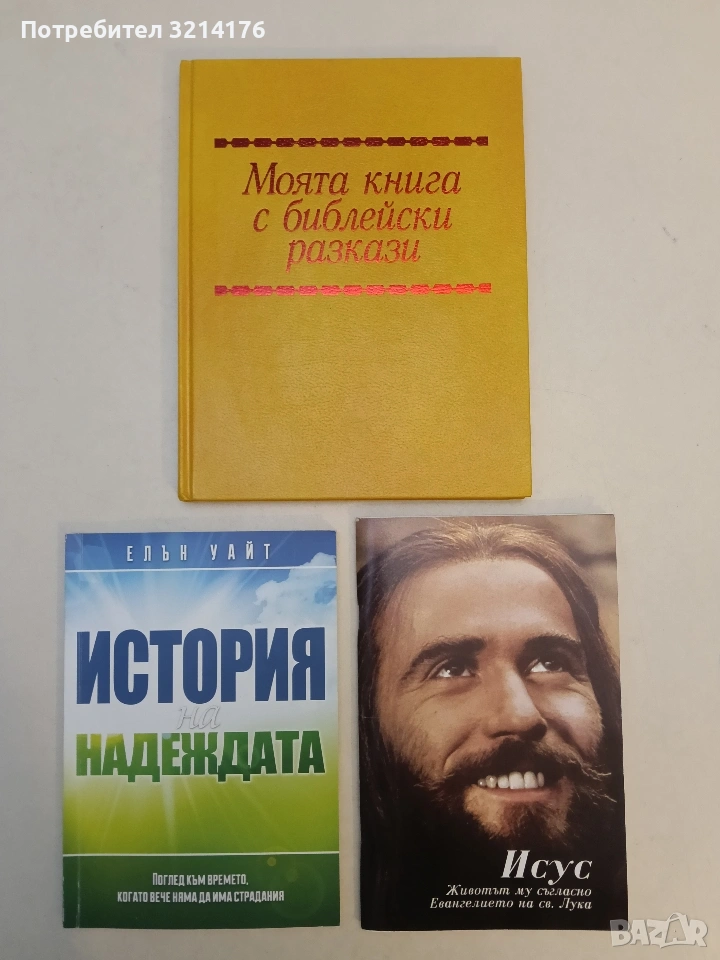 Потребител 3214176
Моята книга
с библейски
разкази
ЕЛЪН УАЙТ
ИСТОРИЯ
на
НАДЕЖДАТА
ПОГЛЕД КЪМ ВРЕМЕТО,
КОГАТО ВЕЧЕ НЯМА ДА ИМА СТРАДАНИЯ
Исус
Животът му съгласно
Евангелието на св. Лука
BAZAR